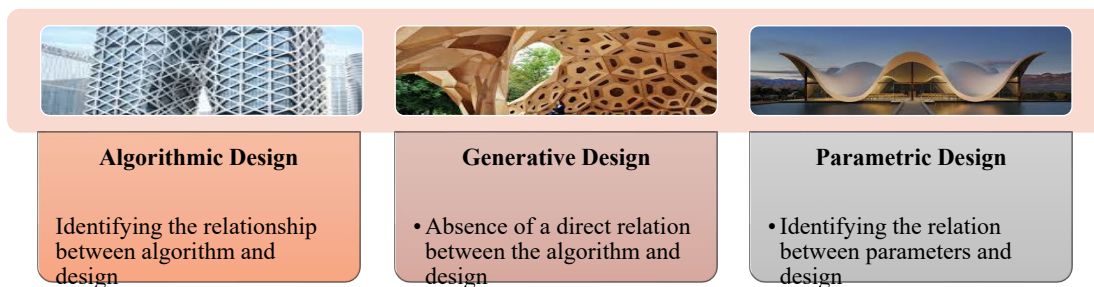 Algorithmic Design
Identifying the relationship
between algorithm and
design
Generative Design
• Absence of a direct relation
between the algorithm and
design
Parametric Design
• Identifying the relation
between parameters and
design